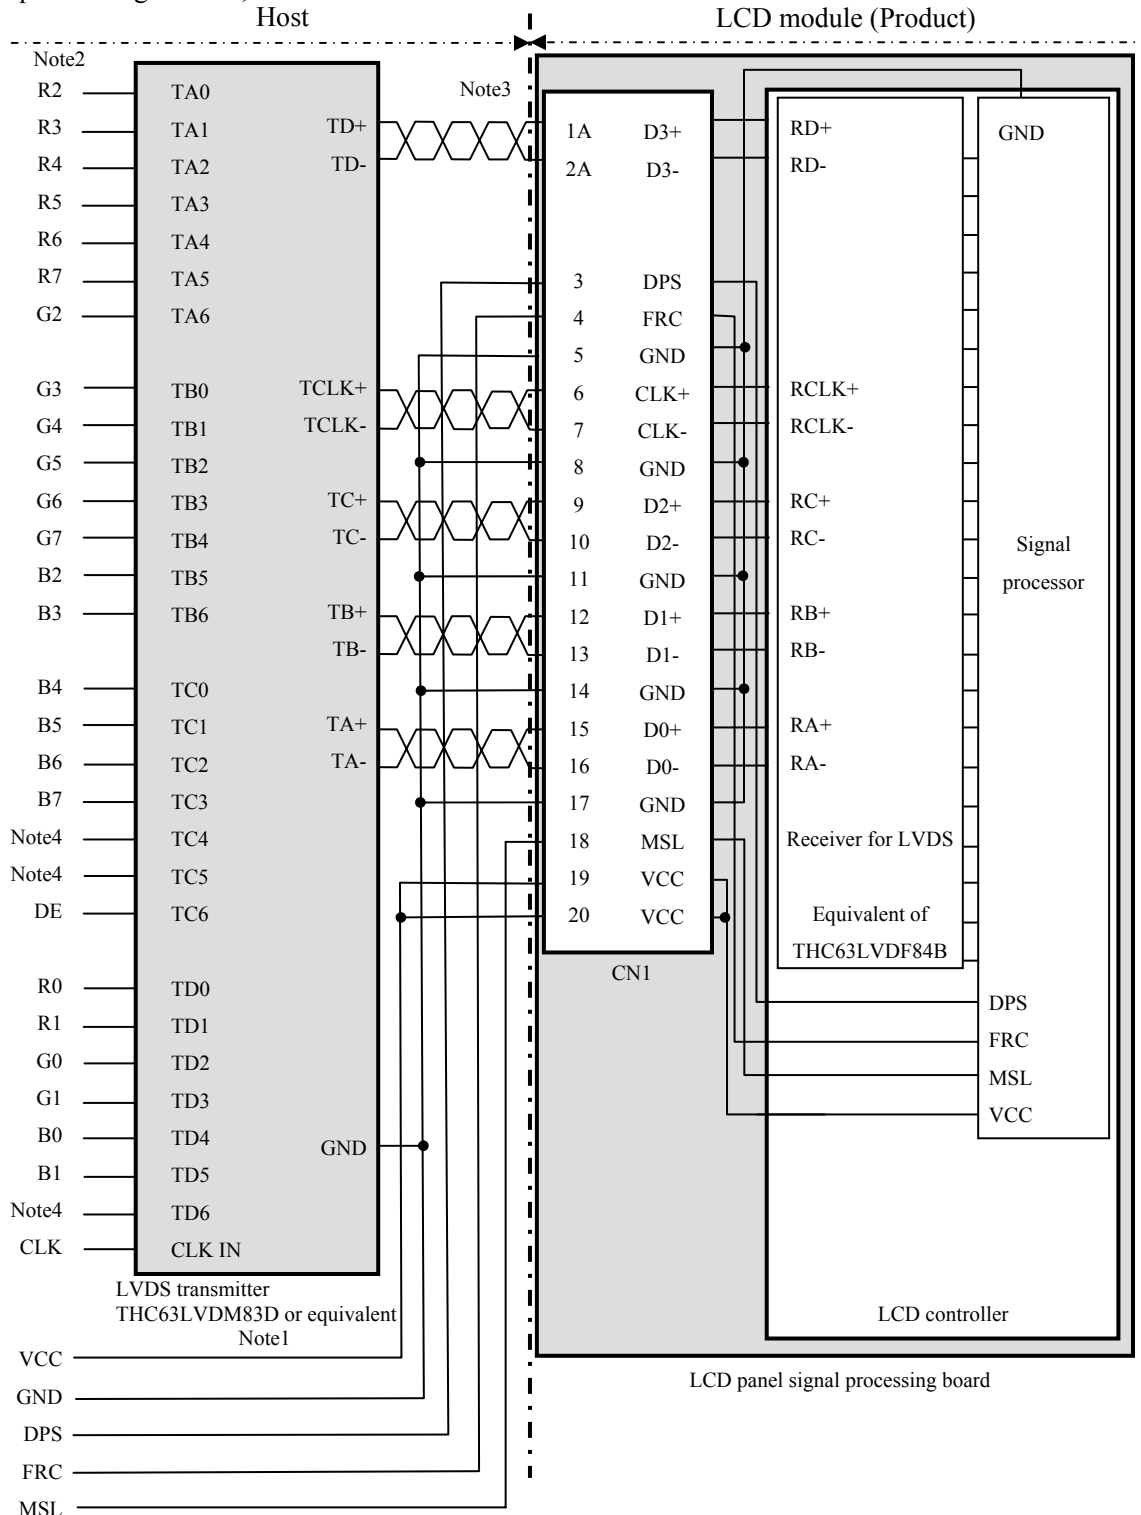 Host
LCD module (Product)
Note2
Note3
R2 TA0
R3 TA1
R4 TA2
R5 TA3
R6 TA4
R7 TA5
G2 TA6
G3 TB0
G4 TB1
G5 TB2
G6 TB3
G7 TB4
B2 TB5
B3 TB6
B4 TC0
B5 TC1
B6 TC2
B7 TC3
Note4 TC4
Note4 TC5
DE TC6
R0 TD0
R1 TD1
G0 TD2
G1 TD3
B0 TD4
B1 TD5
Note4 TD6
CLK CLK IN
TD+
TD-
TCLK+
TCLK-
TC+
TC-
TB+
TB-
TA+
TA-
GND
LVDS transmitter
THC63LVDM83D or equivalent
Note1
VCC
GND
DPS
FRC
MSL
1A D3+
2A D3-
3 DPS
4 FRC
5 GND
6 CLK+
7 CLK-
8 GND
9 D2+
10 D2-
11 GND
12 D1+
13 D1-
14 GND
15 D0+
16 D0-
17 GND
18 MSL
19 VCC
20 VCC
CN1
RD+
RD-
RCLK+
RCLK-
RC+
RC-
RB+
RB-
RA+
RA-
Receiver for LVDS
Equivalent of
THC63LVDF84B
GND
Signal
processor
DPS
FRC
MSL
VCC
LCD controller
LCD panel signal processing board